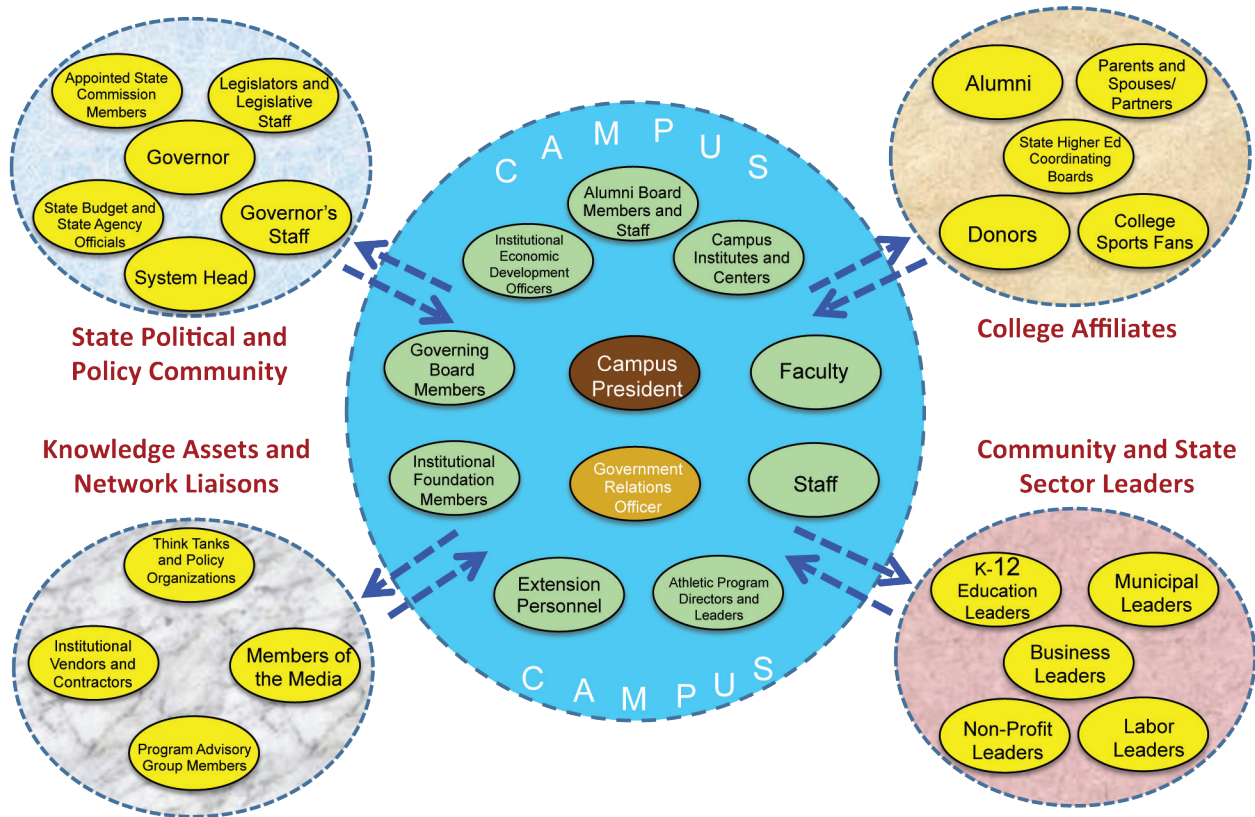 Appointed State
Commission
Members
Legislators and
Legislative
Staff
Governor
State Budget and
State Agency
Officials
Governor's
Staff
System Head
State Political and
Policy Community
Alumni
Parents and
Spouses/
Partners
State Higher Ed
Coordinating
Boards
Donors
College
Sports Fans
College Affiliates
CAMPUS
Alumni Board
Members and
Staff
Institutional
Economic
Development
Officers
Campus
Institutes and
Centers
Governing
Board
Members
Campus
President
Faculty
Institutional
Foundation
Members
Government
Relations
Officer
Staff
Extension
Personnel
Athletic Program
Directors and
Leaders
CAMPUS
Knowledge Assets and
Network Liaisons
Think Tanks
and Policy
Organizations
Institutional
Vendors and
Contractors
Members of
the Media
Program Advisory
Group Members
Community and State
Sector Leaders
K-12
Education
Leaders
Municipal
Leaders
Business
Leaders
Non-Profit
Leaders
Labor
Leaders